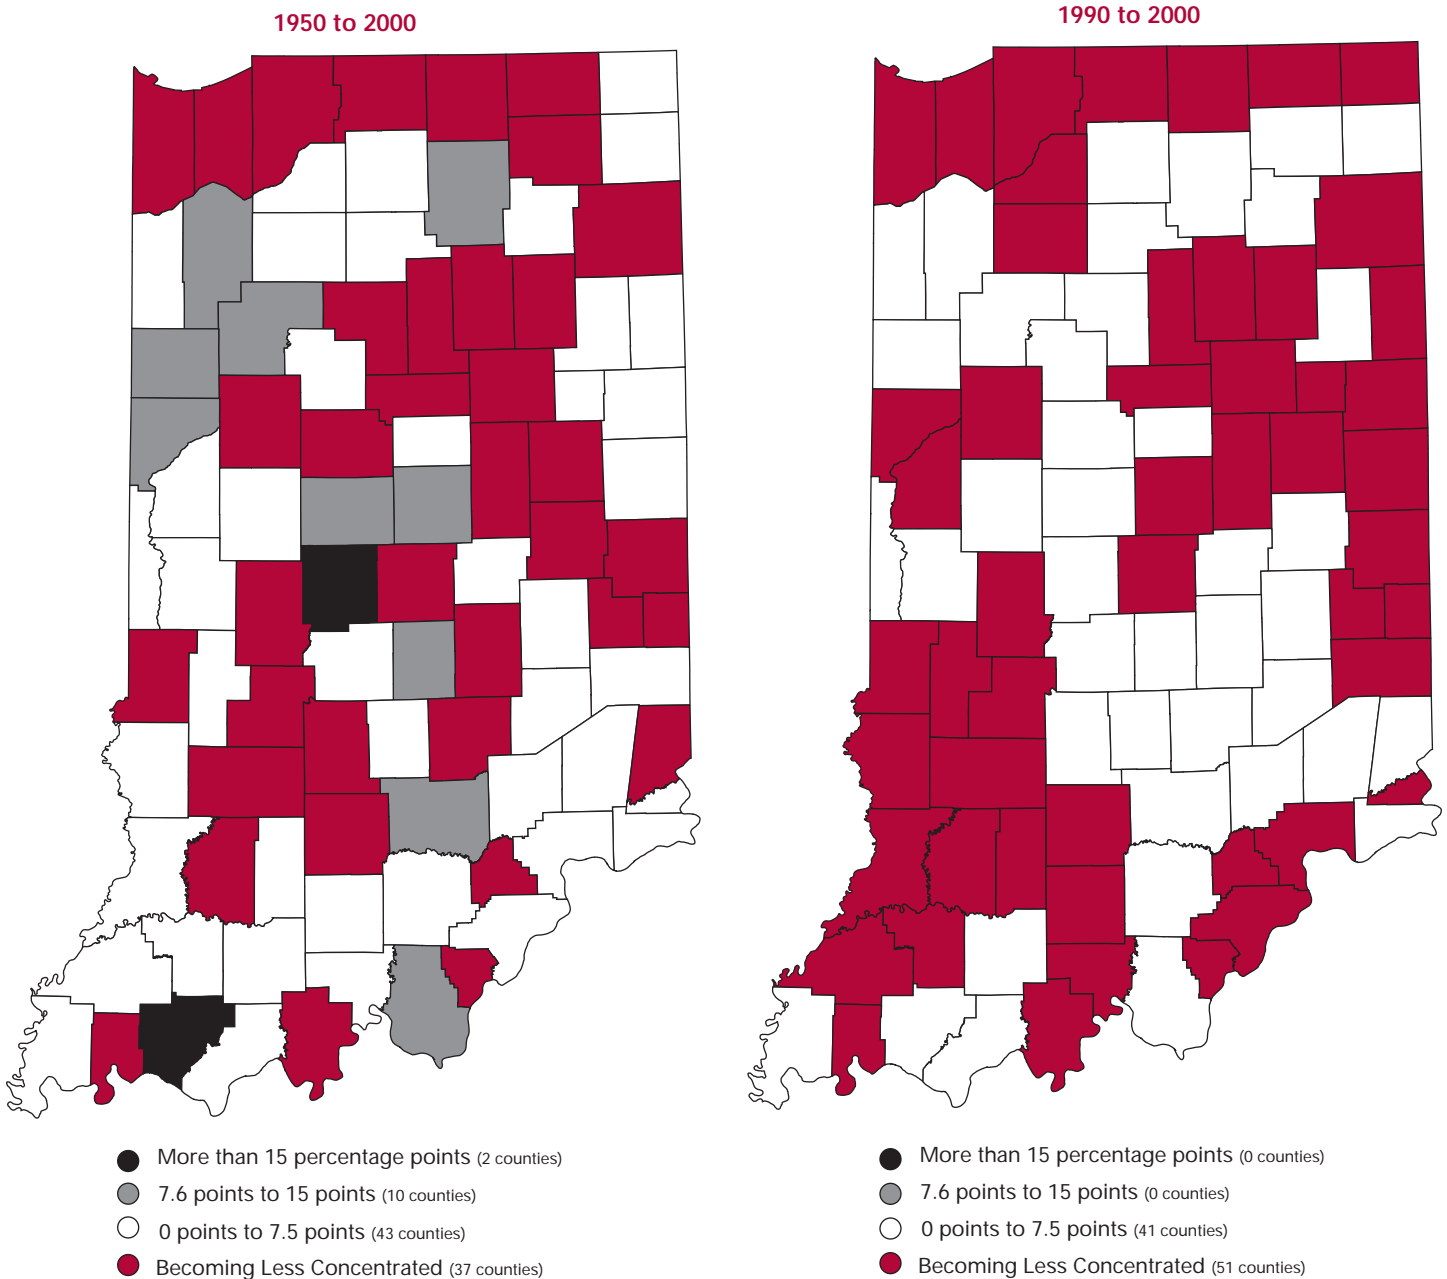 1950 to 2000
More than 15 percentage points (2 counties)
7.6 points to 15 points (10 counties)
0 points to 7.5 points (43 counties)
Becoming Less Concentrated (37 counties)
1990 to 2000
More than 15 percentage points (0 counties)
7.6 points to 15 points (0 counties)
0 points to 7.5 points (41 counties)
Becoming Less Concentrated (51 counties)